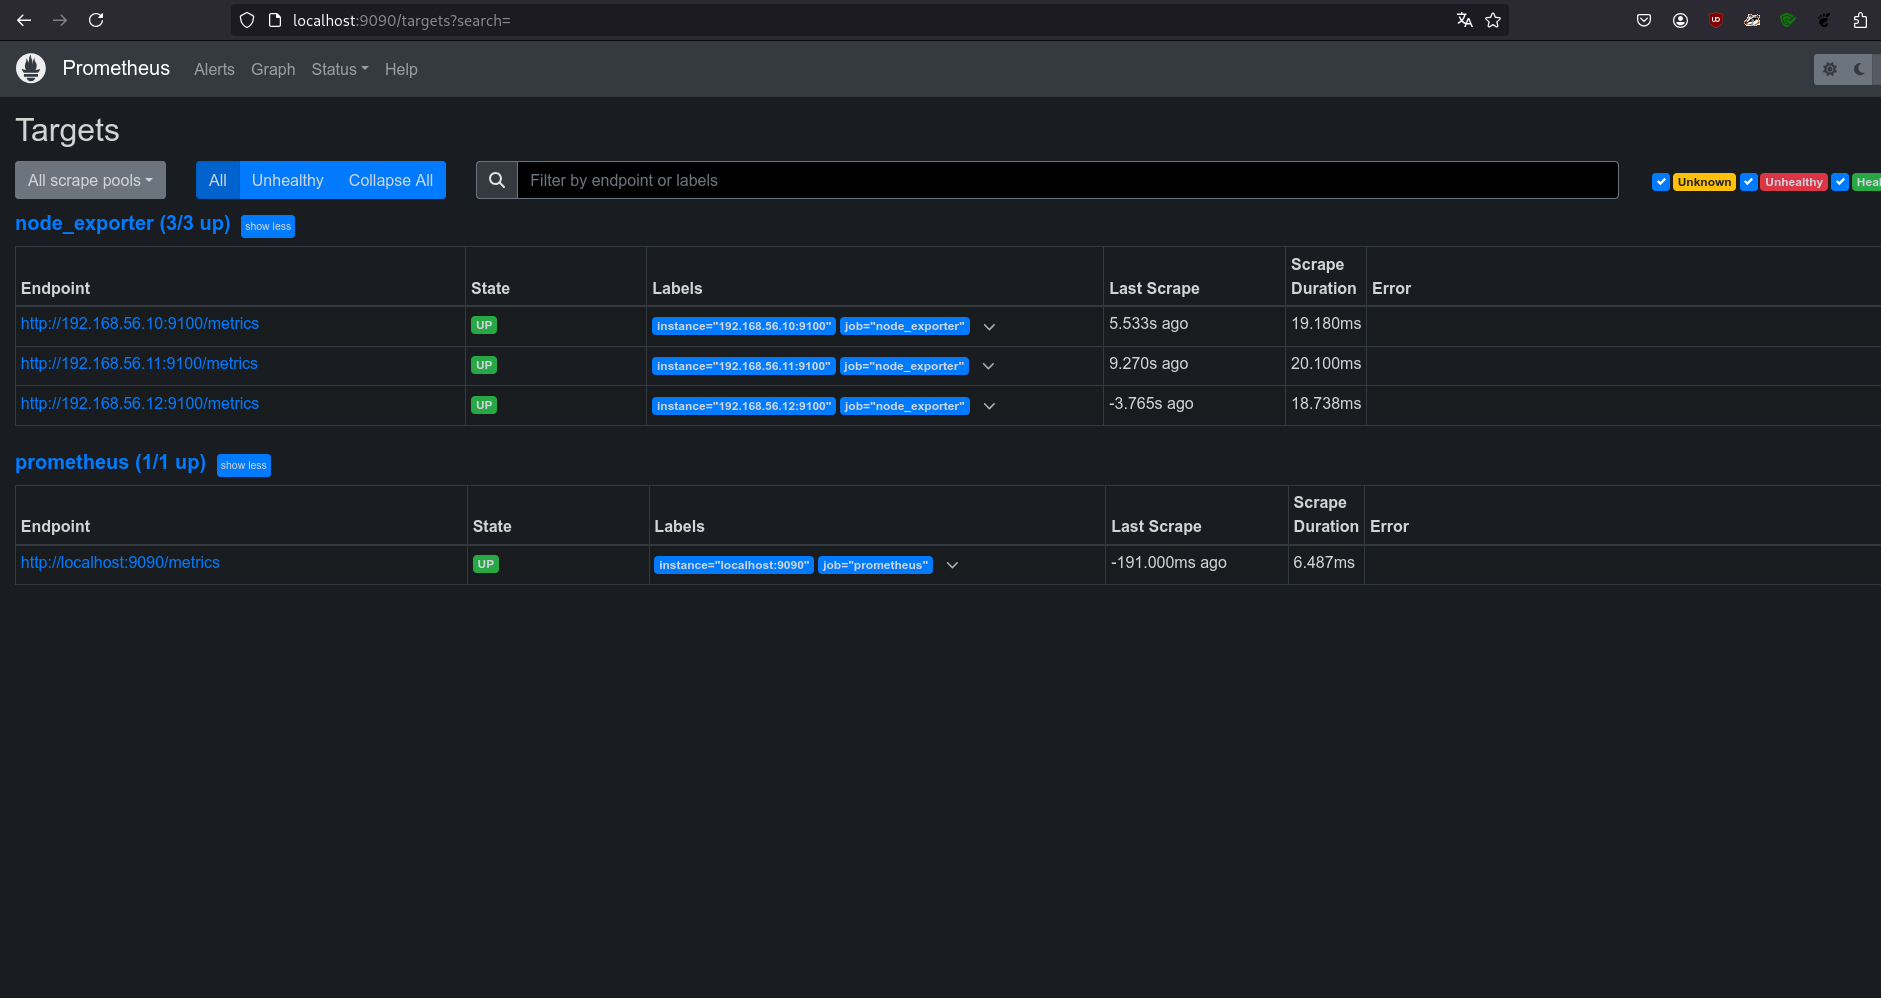 localhost:9090/targets?search=
Prometheus Alerts Graph Status Help
Targets
All scrape pools All Unhealthy Collapse All Filter by endpoint or labels Unknown Unhealthy Heal
node_exporter (3/3 up) show less
Endpoint State Labels Last Scrape Scrape Duration Error
http://192.168.56.10:9100/metrics UP instance="192.168.56.10:9100" job="node_exporter" 5.533s ago 19.180ms
http://192.168.56.11:9100/metrics UP instance="192.168.56.11:9100" job="node_exporter" 9.270s ago 20.100ms
http://192.168.56.12:9100/metrics UP instance="192.168.56.12:9100" job="node_exporter" -3.765s ago 18.738ms
prometheus (1/1 up) show less
Endpoint State Labels Last Scrape Scrape Duration Error
http://localhost:9090/metrics UP instance="localhost:9090" job="prometheus" -191.000ms ago 6.487ms